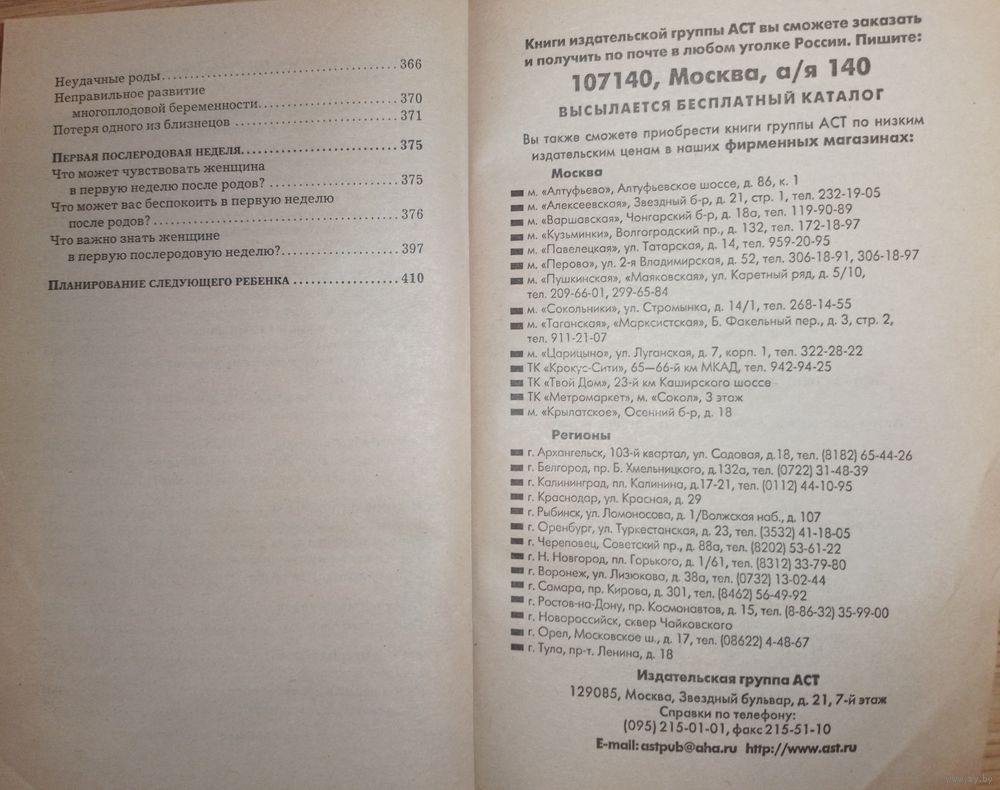 Неудачные роды........................................366
Неправильное развитие
многоплодовой беременности........................370
Потеря одного из близнецов ........................371
ПЕРВАЯ ПОСЛЕРОДОВАЯ НЕДЕЛЯ........................375
Что может чувствовать женщина
в первую неделю после родов? ........................375
Что может вас беспокоить в первую неделю
после родов? ........................................376
Что важно знать женщине
в первую послеродовую неделю?........................397
ПЛАНИРОВАНИЕ СЛЕДУЮЩЕГО РЕБЕНКА ..................410
Книги издательской группы АСТ вы сможете заказать
и получить по почте в любом уголке России. Пишите:
107140, Москва, а/я 140
ВЫСЫЛАЕТСЯ БЕСПЛАТНЫЙ КАТАЛОГ
Вы также сможете приобрести книги группы АСТ по низким
издательским ценам в наших фирменных магазинах:
Москва
м. «Алтуфьево», Алтуфьевское шоссе, д. 86, к. 1
м. «Алексеевская», Звездный б-р, д. 21, стр. 1, тел. 232-19-05
м. «Варшавская», Чонгарский б-р, д. 18а, тел. 119-90-89
м. «Кузьминки», Волгоградский пр., д. 132, тел. 172-18-97
м. «Павелецкая», ул. Татарская, д. 14, тел. 959-20-95
м. «Перово», ул. 2-я Владимирская, д. 52, тел. 306-18-91, 306-18-97
м. «Пушкинская», «Маяковская», ул. Каретный ряд, д. 5/10,
тел. 209-66-01, 299-65-84
м. «Сокольники», ул. Стромынка, д. 14/1, тел. 268-14-55
м. «Таганская», «Марксистская», Б. Факельный пер., д. 3, стр. 2,
тел. 911-21-07
м. «Царицыно», ул. Луганская, д. 7, корп. 1, тел. 322-28-22
ТК «Крокус-Сити», 65—66-й км МКАД, тел. 942-94-25
ТК «Твой Дом», 23-й км Каширского шоссе
ТК «Метромаркет», м. «Сокол», 3 этаж
м. «Крылатское», Осенний б-р, д. 18
Регионы
г. Архангельск, 103-й квартал, ул. Садовая, д.18, тел. (8182) 65-44-26
г. Белгород, пр. Б. Хмельницкого, д.132а, тел. (0722) 31-48-39
г. Калининград, пл. Калинина, д.17-21, тел. (0112) 44-10-95
г. Краснодар, ул. Красная, д. 29
г. Рыбинск, ул. Ломоносова, д. 1/Волжская наб., д. 107
г. Оренбург, ул. Туркестанская, д. 23, тел. (3532) 41-18-05
г. Череповец, Советский пр., д. 88а, тел. (8202) 53-61-22
г. Н. Новгород, пл. Горького, д. 1/61, тел. (8312) 33-79-80
г. Воронеж, ул. Лизюкова, д. 38а, тел. (0732) 13-02-44
г. Самара, пр. Кирова, д. 301, тел. (8462) 56-49-92
г. Ростов-на-Дону, пр. Космонавтов, д. 15, тел. (8-86-32) 35-99-00
г. Новороссийск, сквер Чайковского
г. Орел, Московское ш., д. 17, тел. (08622) 4-48-67
г. Тула, пр-т. Ленина, д. 18
Издательская группа АСТ
129085, Москва, Звездный бульвар, д. 21, 7-й этаж
Справки по телефону:
(095) 215-01-01, факс 215-51-10
E-mail: astpub@aha.ru http://www.ast.ru
www.ay.by